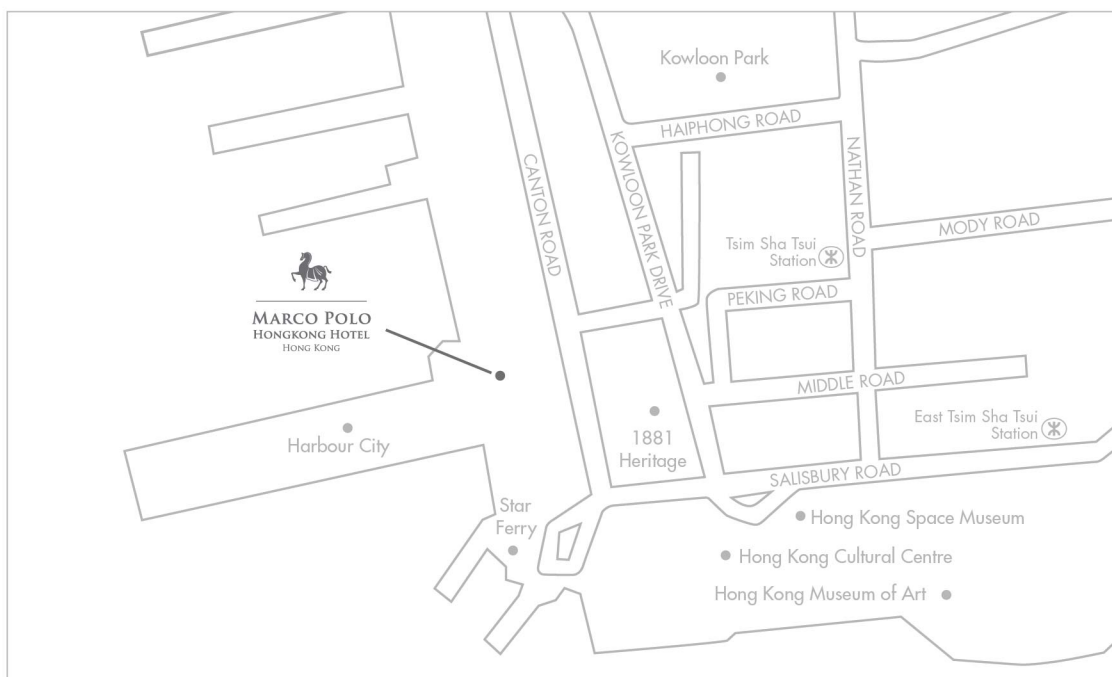 Kowloon Park
HAIPHONG ROAD
KOWLOON PARK DRIVE
NATHAN ROAD
CANTON ROAD
MODY ROAD
Tsim Sha Tsui
Station
PEKING ROAD
MARCO POLO
HONGKONG HOTEL
HONG KONG
MIDDLE ROAD
East Tsim Sha Tsui
Station
Harbour City
1881
Heritage
SALISBURY ROAD
Star
Ferry
Hong Kong Space Museum
Hong Kong Cultural Centre
Hong Kong Museum of Art